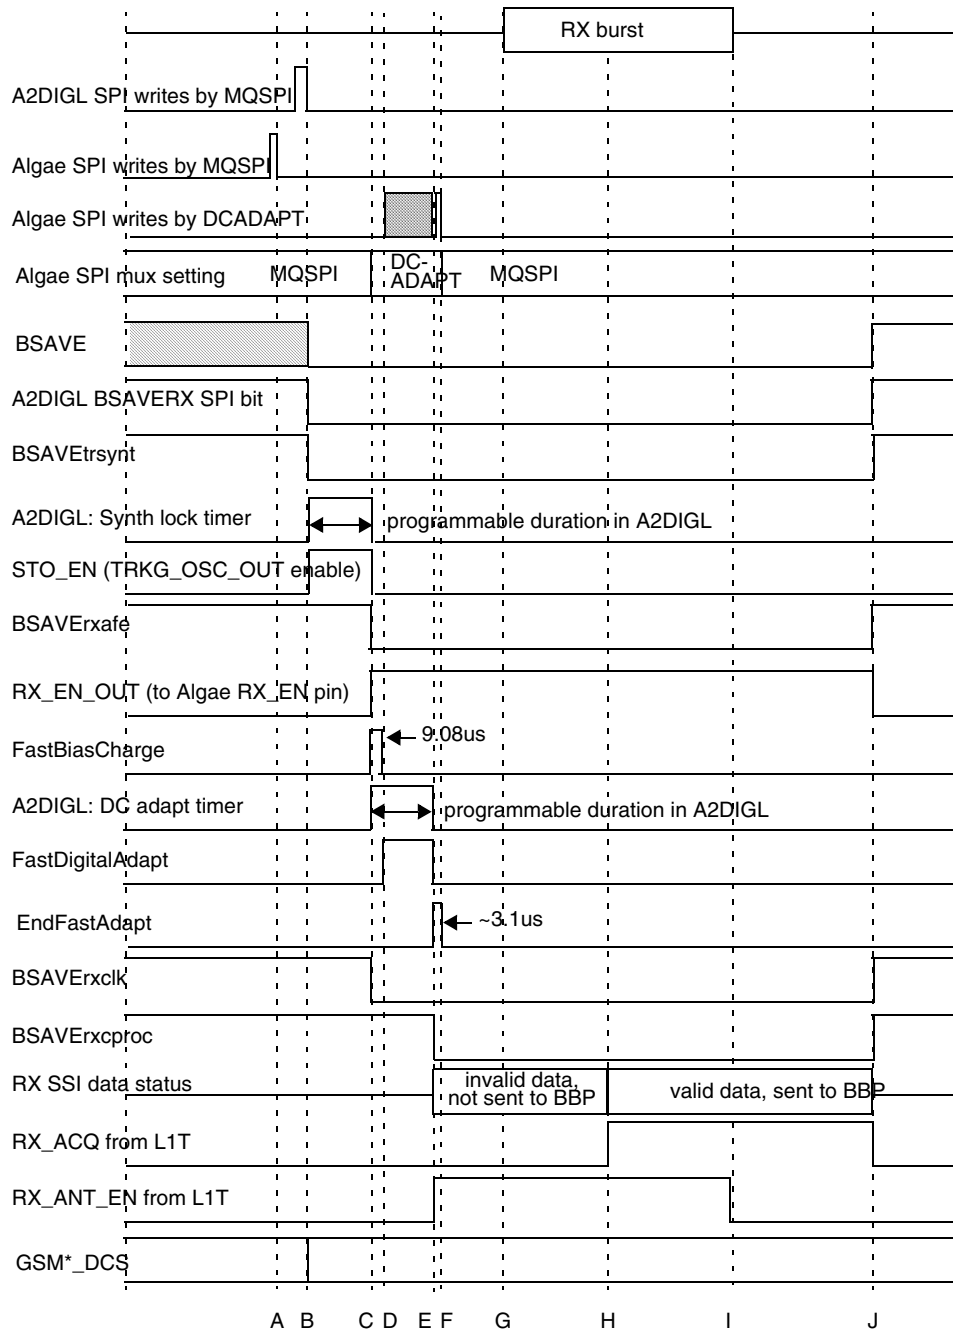 RX burst
A2DIGL SPI writes by MQSPI
Algae SPI writes by MQSPI
Algae SPI writes by DCADAPT
Algae SPI mux setting
MQSPI
DC-
ADAPT
MQSPI
BSAVE
A2DIGL BSAVERX SPI bit
BSAVEtrsynt
A2DIGL: Synth lock timer
programmable duration in A2DIGL
STO_EN (TRKG_OSC_OUT enable)
BSAVErxafe
RX_EN_OUT (to Algae RX_EN pin)
FastBiasCharge
9.08us
A2DIGL: DC adapt timer
programmable duration in A2DIGL
FastDigitalAdapt
EndFastAdapt
~3.1us
BSAVErxclk
BSAVErxcproc
RX SSI data status
invalid data,
not sent to BBP
valid data, sent to BBP
RX_ACQ from L1T
RX_ANT_EN from L1T
GSM*_DCS
A B C D E F G H I J